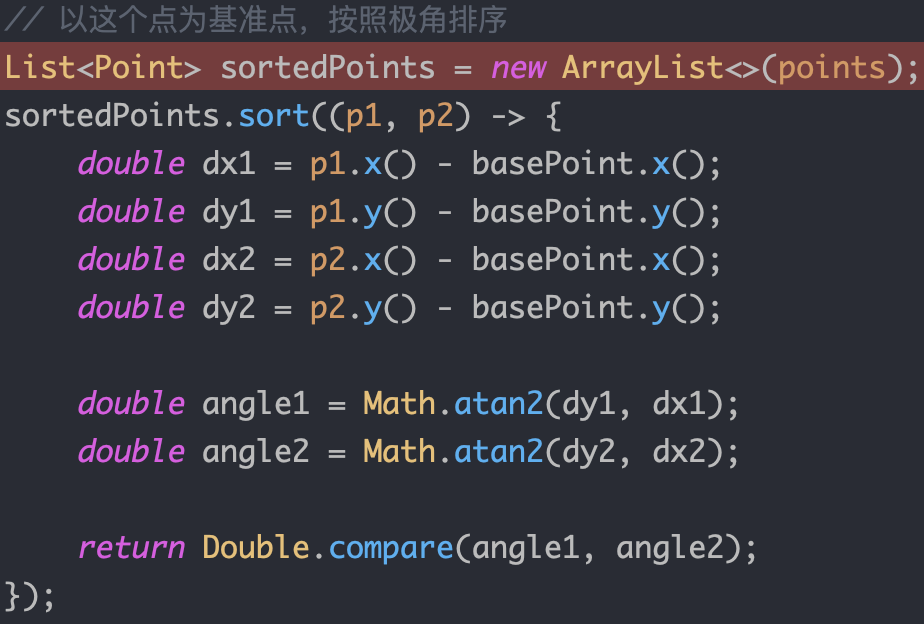 // 以这个点为基准点，按照极角排序
List<Point> sortedPoints = new ArrayList<>(points);
sortedPoints.sort((p1, p2) -> {
    double dx1 = p1.x() - basePoint.x();
    double dy1 = p1.y() - basePoint.y();
    double dx2 = p2.x() - basePoint.x();
    double dy2 = p2.y() - basePoint.y();
    double angle1 = Math.atan2(dy1, dx1);
    double angle2 = Math.atan2(dy2, dx2);
    return Double.compare(angle1, angle2);
});